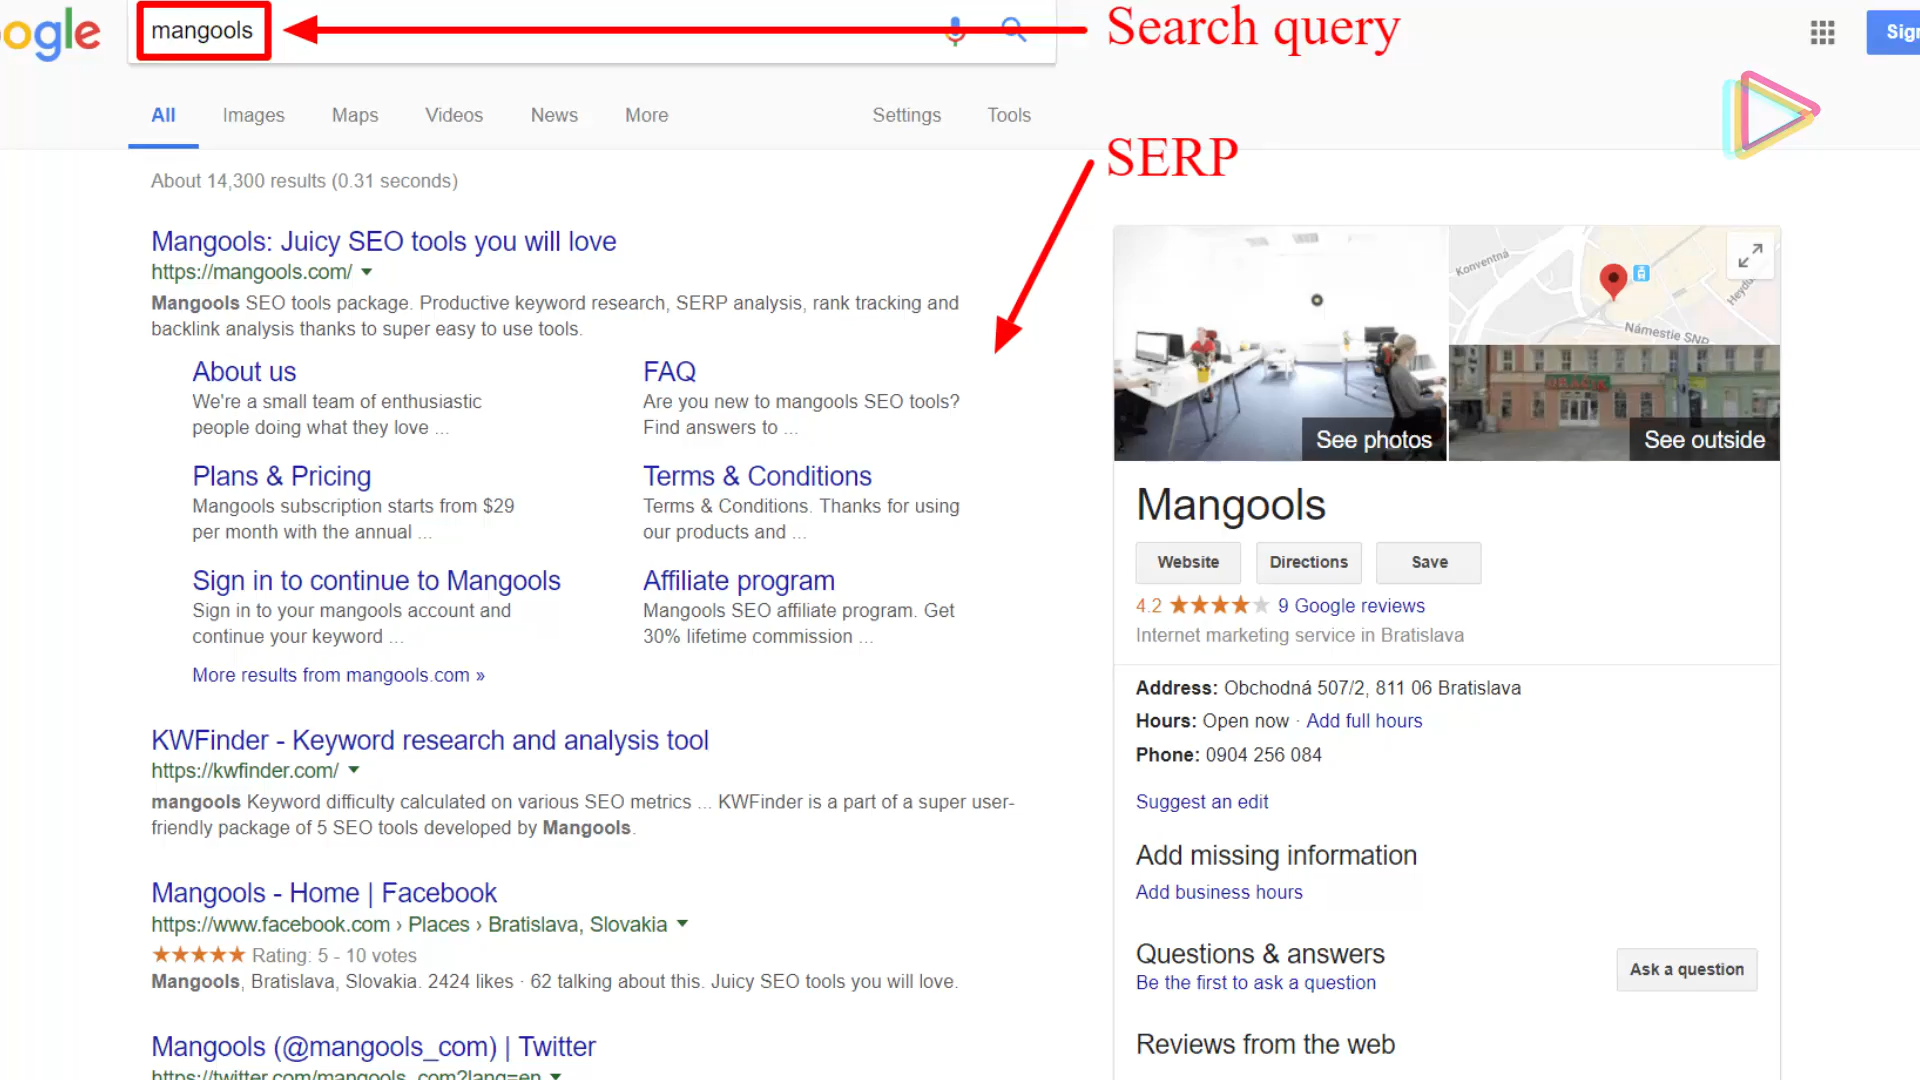 ogle
mangools
Search query
Sign
All Images Maps Videos News More Settings Tools
SERP
About 14,300 results (0.31 seconds)
Mangools: Juicy SEO tools you will love
https://mangools.com/
Mangools SEO tools package. Productive keyword research, SERP analysis, rank tracking and
backlink analysis thanks to super easy to use tools.
About us
We're a small team of enthusiastic
people doing what they love ...
FAQ
Are you new to mangools SEO tools?
Find answers to ...
Plans & Pricing
Mangools subscription starts from $29
per month with the annual ...
Terms & Conditions
Terms & Conditions. Thanks for using
our products and ...
Sign in to continue to Mangools
Sign in to your mangools account and
continue your keyword ...
Affiliate program
Mangools SEO affiliate program. Get
30% lifetime commission ...
More results from mangools.com »
KWFinder - Keyword research and analysis tool
https://kwfinder.com/
mangools Keyword difficulty calculated on various SEO metrics ... KWFinder is a part of a super user-
friendly package of 5 SEO tools developed by Mangools.
Mangools - Home | Facebook
https://www.facebook.com › Places › Bratislava, Slovakia
Rating: 5 - 10 votes
Mangools, Bratislava, Slovakia. 2424 likes · 62 talking about this. Juicy SEO tools you will love.
Mangools (@mangools_com) | Twitter
https://twitter.com/mangools_com?lang=en
Konventná
Heydu
Námestie SNP
See photos
See outside
Mangools
Website Directions Save
4.2 9 Google reviews
Internet marketing service in Bratislava
Address: Obchodná 507/2, 811 06 Bratislava
Hours: Open now · Add full hours
Phone: 0904 256 084
Suggest an edit
Add missing information
Add business hours
Questions & answers
Be the first to ask a question
Ask a question
Reviews from the web